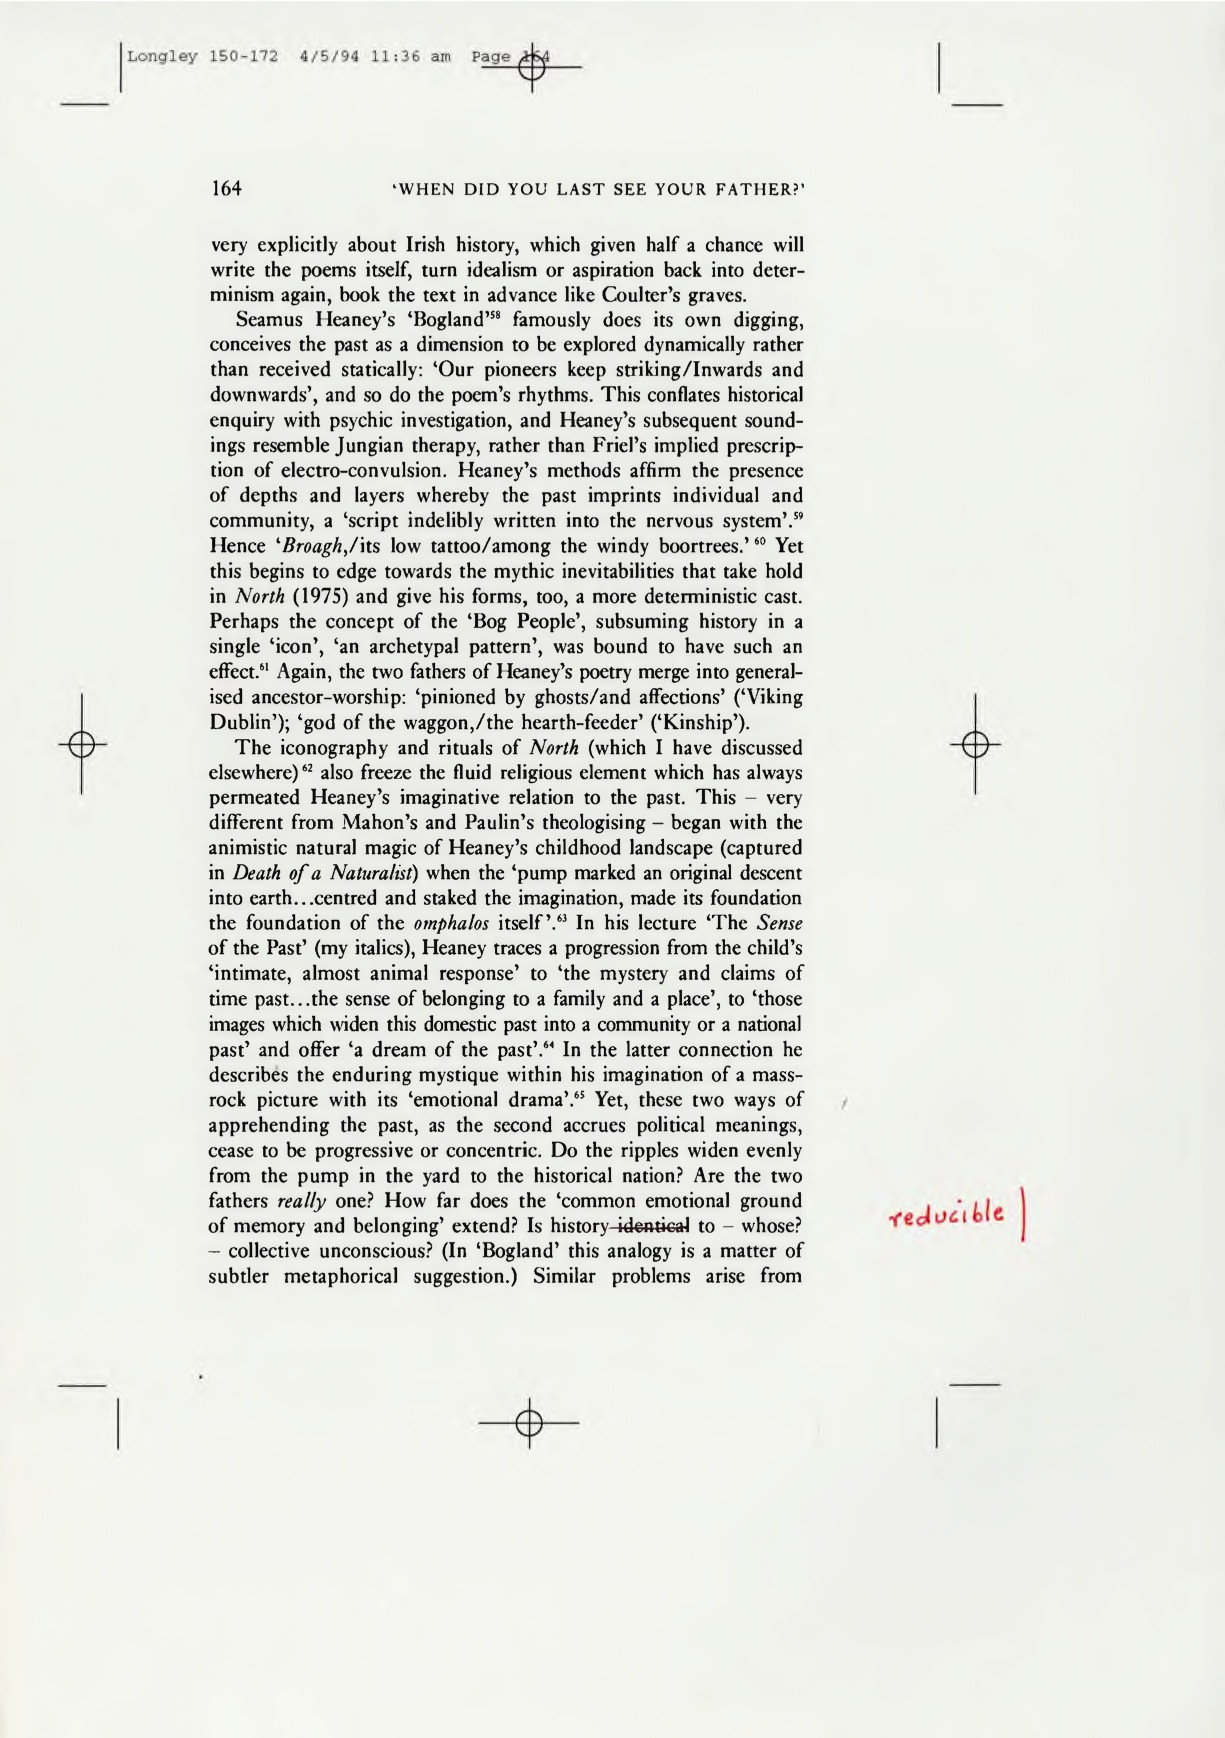 Longley 150-172 4/5/94 11:36 am Page 164
164 ‘WHEN DID YOU LAST SEE YOUR FATHER?’
very explicitly about Irish history, which given half a chance will
write the poems itself, turn idealism or aspiration back into deter-
minism again, book the text in advance like Coulter’s graves.
Seamus Heaney’s ‘Bogland’⁵⁸ famously does its own digging,
conceives the past as a dimension to be explored dynamically rather
than received statically: ‘Our pioneers keep striking/Inwards and
downwards’, and so do the poem’s rhythms. This conflates historical
enquiry with psychic investigation, and Heaney’s subsequent sound-
ings resemble Jungian therapy, rather than Friel’s implied prescrip-
tion of electro-convulsion. Heaney’s methods affirm the presence
of depths and layers whereby the past imprints individual and
community, a ‘script indelibly written into the nervous system’.⁵⁹
Hence ‘Broagh,/its low tattoo/among the windy boortrees.’ ⁶⁰ Yet
this begins to edge towards the mythic inevitabilities that take hold
in North (1975) and give his forms, too, a more deterministic cast.
Perhaps the concept of the ‘Bog People’, subsuming history in a
single ‘icon’, ‘an archetypal pattern’, was bound to have such an
effect.⁶¹ Again, the two fathers of Heaney’s poetry merge into general-
ised ancestor-worship: ‘pinioned by ghosts/and affections’ (‘Viking
Dublin’); ‘god of the waggon,/the hearth-feeder’ (‘Kinship’).
The iconography and rituals of North (which I have discussed
elsewhere) ⁶² also freeze the fluid religious element which has always
permeated Heaney’s imaginative relation to the past. This – very
different from Mahon’s and Paulin’s theologising – began with the
animistic natural magic of Heaney’s childhood landscape (captured
in Death of a Naturalist) when the ‘pump marked an original descent
into earth...centred and staked the imagination, made its foundation
the foundation of the omphalos itself’.⁶³ In his lecture ‘The Sense
of the Past’ (my italics), Heaney traces a progression from the child’s
‘intimate, almost animal response’ to ‘the mystery and claims of
time past...the sense of belonging to a family and a place’, to ‘those
images which widen this domestic past into a community or a national
past’ and offer ‘a dream of the past’.⁶⁴ In the latter connection he
describes the enduring mystique within his imagination of a mass-
rock picture with its ‘emotional drama’.⁶⁵ Yet, these two ways of
apprehending the past, as the second accrues political meanings,
cease to be progressive or concentric. Do the ripples widen evenly
from the pump in the yard to the historical nation? Are the two
fathers really one? How far does the ‘common emotional ground
of memory and belonging’ extend? Is history identical to – whose?
reducible
– collective unconscious? (In ‘Bogland’ this analogy is a matter of
subtler metaphorical suggestion.) Similar problems arise from